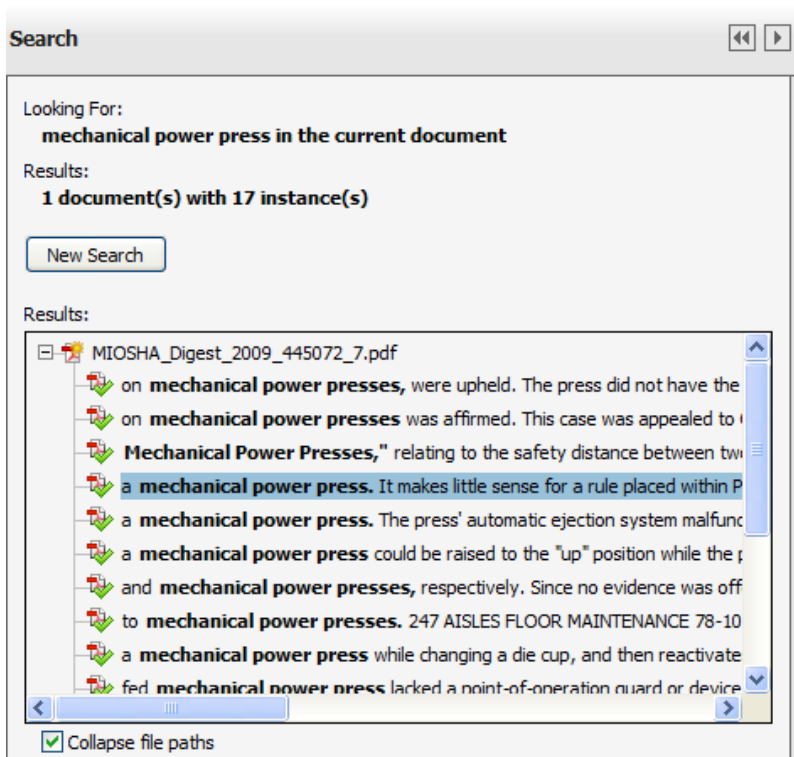 Search
Looking For:
mechanical power press in the current document
Results:
1 document(s) with 17 instance(s)
New Search
Results:
MIOSHA_Digest_2009_445072_7.pdf
on mechanical power presses, were upheld. The press did not have the
on mechanical power presses was affirmed. This case was appealed to
Mechanical Power Presses," relating to the safety distance between
a mechanical power press. It makes little sense for a rule placed within P
a mechanical power press. The press' automatic ejection system malfunc
a mechanical power press could be raised to the "up" position while the
and mechanical power presses, respectively. Since no evidence was off
to mechanical power presses. 247 AISLES FLOOR MAINTENANCE 78-10
a mechanical power press while changing a die cup, and then reactivate
fed mechanical power press lacked a point-of-operation guard or device
Collapse file paths